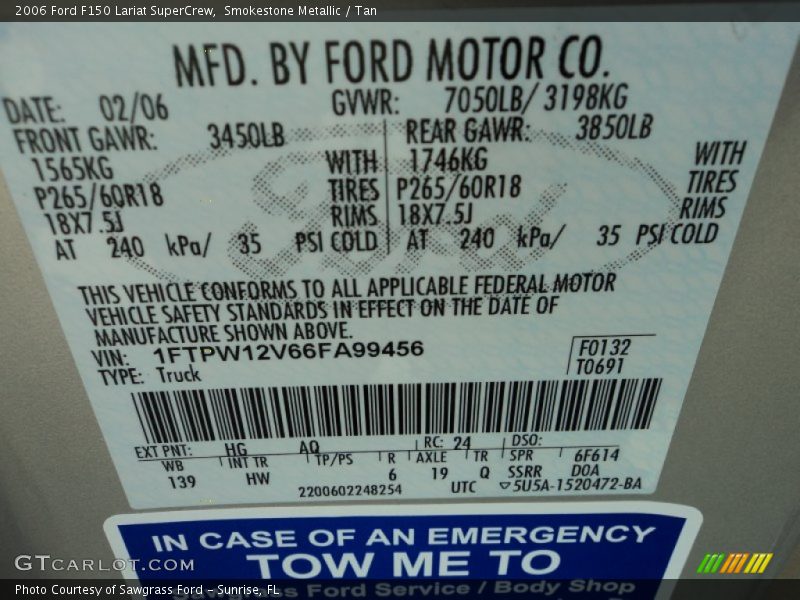 2006 Ford F150 Lariat SuperCrew, Smokestone Metallic / Tan
MFD. BY FORD MOTOR CO.
DATE: 02/06 GVWR: 7050LB/ 3198KG
FRONT GAWR: 3450LB REAR GAWR: 3850LB
1565KG WITH 1746KG WITH
P265/60R18 TIRES P265/60R18 TIRES
18X7.5J RIMS 18X7.5J RIMS
AT 240 kPa/ 35 PSI COLD AT 240 kPa/ 35 PSI COLD
Ford
THIS VEHICLE CONFORMS TO ALL APPLICABLE FEDERAL MOTOR
VEHICLE SAFETY STANDARDS IN EFFECT ON THE DATE OF
MANUFACTURE SHOWN ABOVE.
VIN: 1FTPW12V66FA99456 F0132
TYPE: Truck T0691
EXT PNT: HG AQ RC: 24 DSO:
WB INT TR TP/PS R AXLE TR SPR 6F614
139 HW 6 19 Q SSRR D0A
2200602248254 UTC ▽5U5A-1520472-BA
IN CASE OF AN EMERGENCY
TOW ME TO
Sawgrass Ford Service / Body Shop
GTCARLOT.COM
Photo Courtesy of Sawgrass Ford - Sunrise, FL